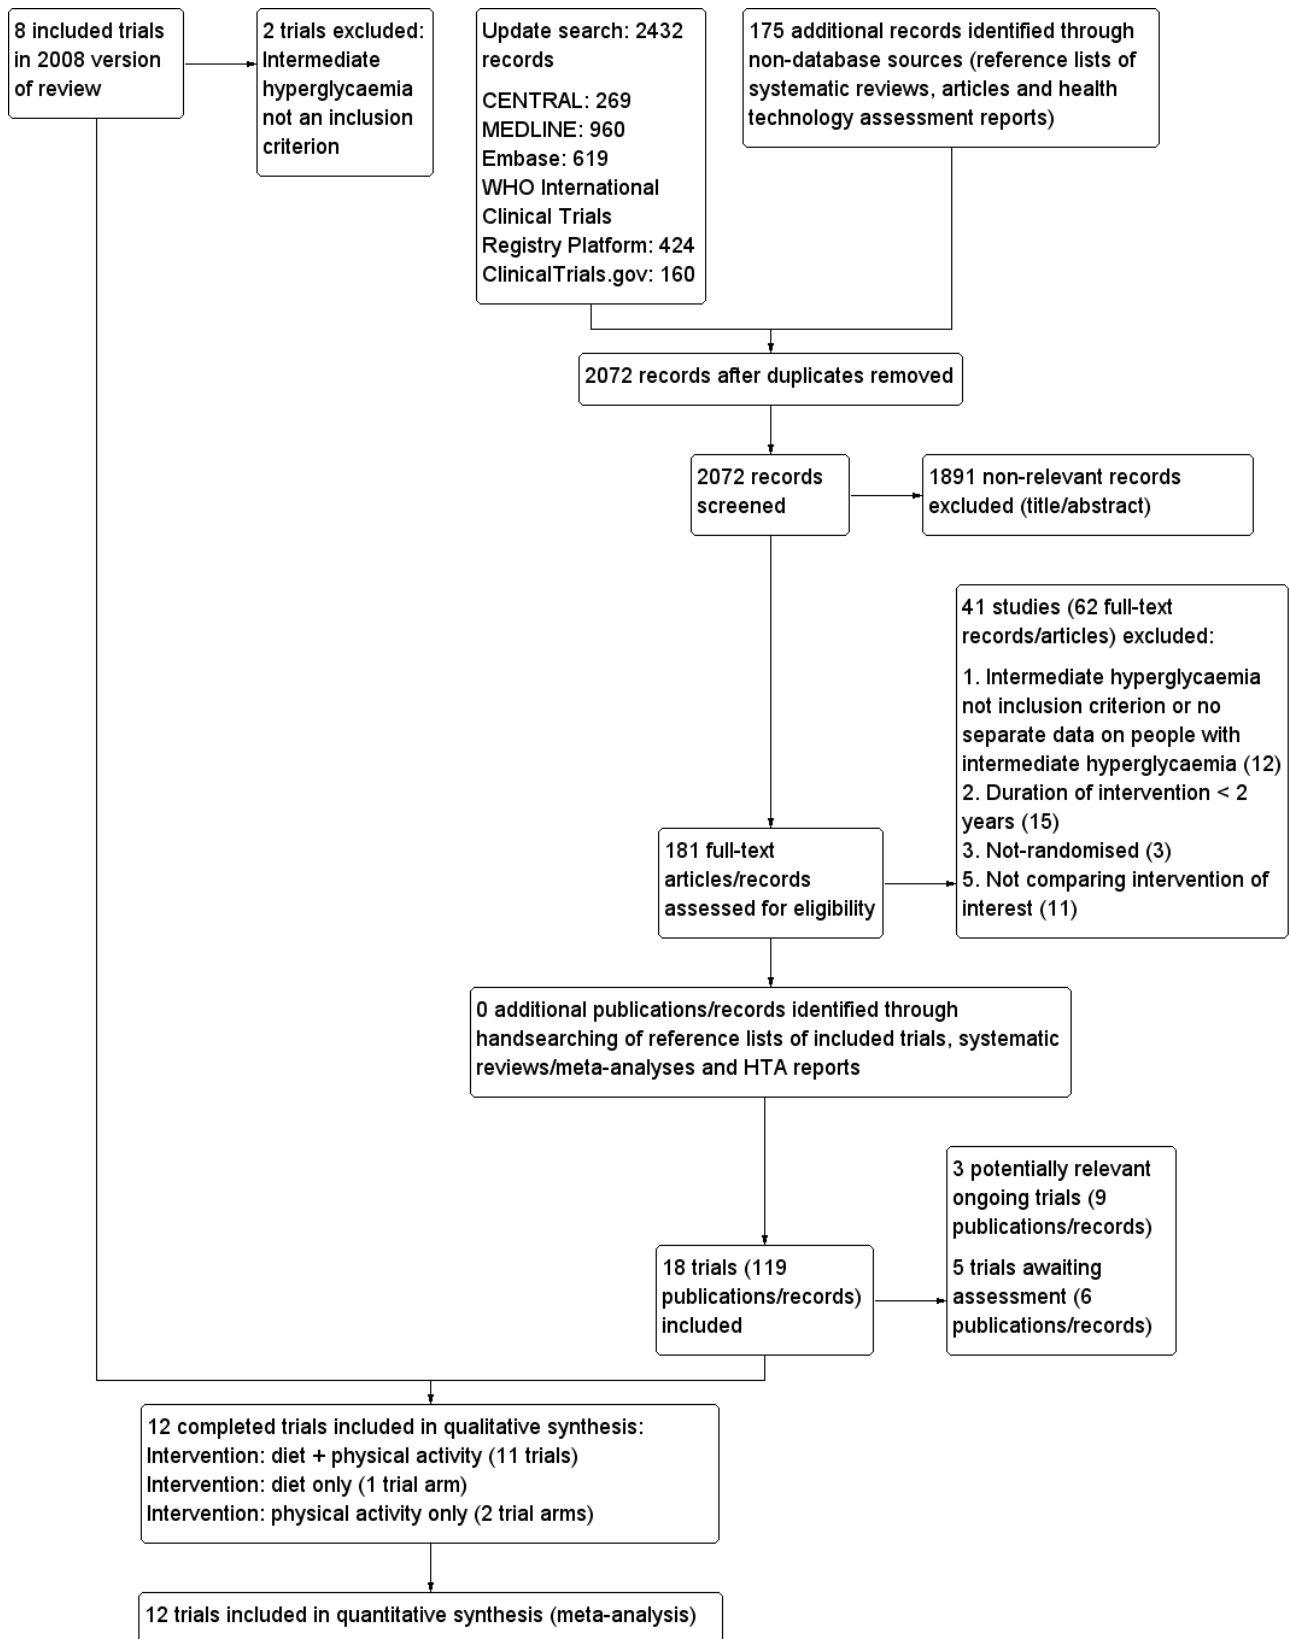 8 included trials
in 2008 version
of review
2 trials excluded:
Intermediate
hyperglycaemia
not an inclusion
criterion
Update search: 2432
records
CENTRAL: 269
MEDLINE: 960
Embase: 619
WHO International
Clinical Trials
Registry Platform: 424
ClinicalTrials.gov: 160
175 additional records identified through
non-database sources (reference lists of
systematic reviews, articles and health
technology assessment reports)
2072 records after duplicates removed
2072 records
screened
1891 non-relevant records
excluded (title/abstract)
41 studies (62 full-text
records/articles) excluded:
1. Intermediate hyperglycaemia
not inclusion criterion or no
separate data on people with
intermediate hyperglycaemia (12)
2. Duration of intervention < 2
years (15)
3. Not-randomised (3)
5. Not comparing intervention of
interest (11)
181 full-text
articles/records
assessed for eligibility
0 additional publications/records identified through
handsearching of reference lists of included trials, systematic
reviews/meta-analyses and HTA reports
3 potentially relevant
ongoing trials (9
publications/records)
5 trials awaiting
assessment (6
publications/records)
18 trials (119
publications/records)
included
12 completed trials included in qualitative synthesis:
Intervention: diet + physical activity (11 trials)
Intervention: diet only (1 trial arm)
Intervention: physical activity only (2 trial arms)
12 trials included in quantitative synthesis (meta-analysis)